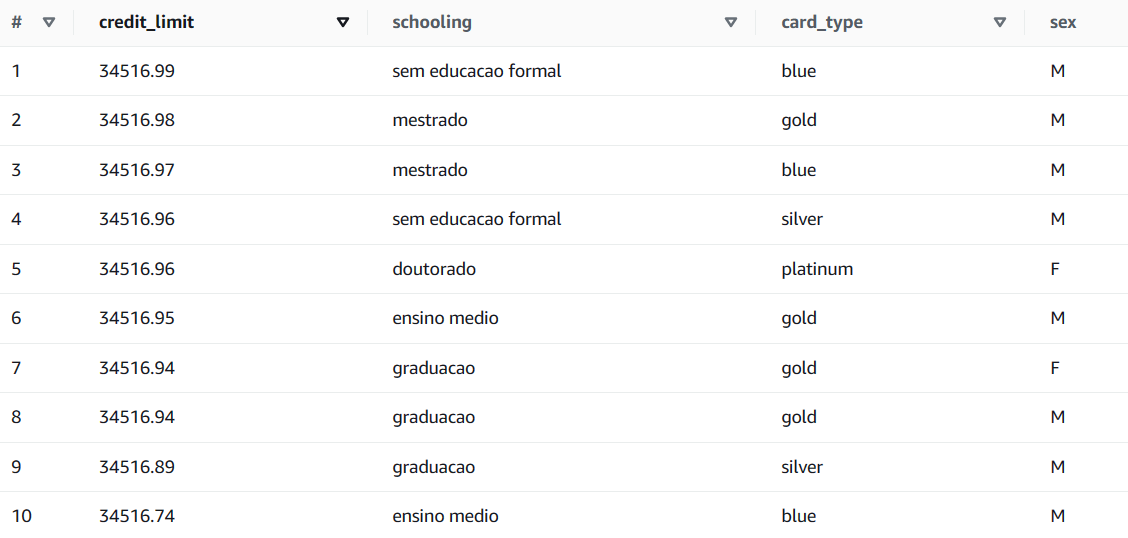 # credit_limit schooling card_type sex
1 34516.99 sem educacao formal blue M
2 34516.98 mestrado gold M
3 34516.97 mestrado blue M
4 34516.96 sem educacao formal silver M
5 34516.96 doutorado platinum F
6 34516.95 ensino medio gold M
7 34516.94 graduacao gold F
8 34516.94 graduacao gold M
9 34516.89 graduacao silver M
10 34516.74 ensino medio blue M